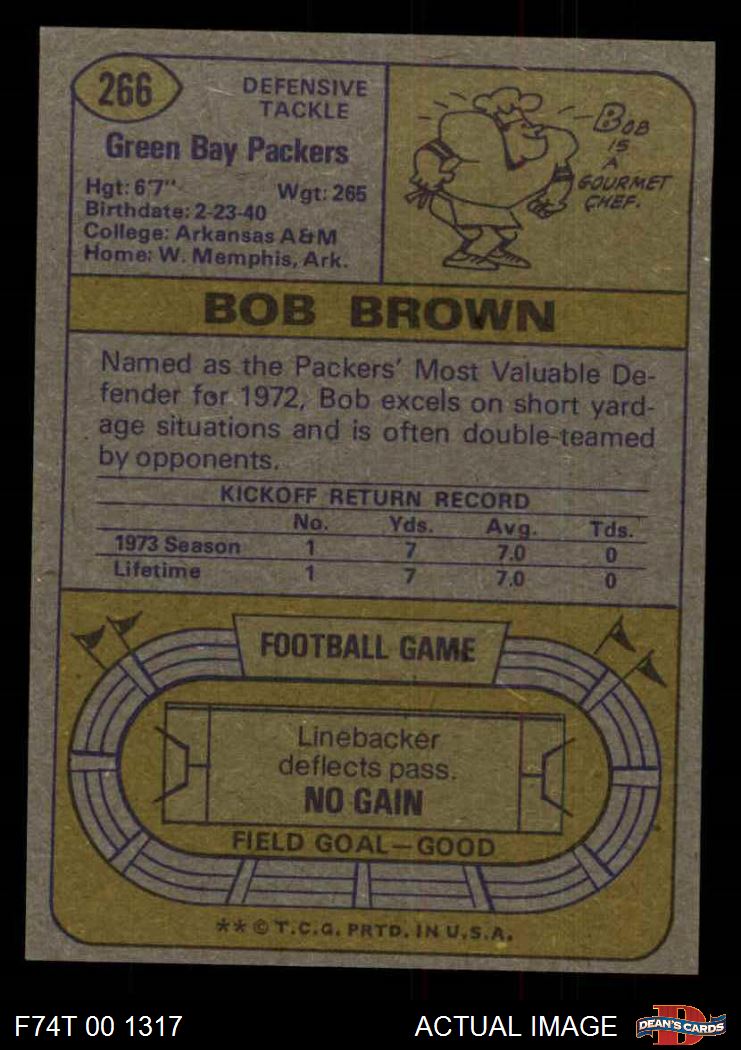 266
DEFENSIVE
TACKLE
Green Bay Packers
Hgt: 6'7" Wgt: 265
Birthdate: 2-23-40
College: Arkansas A&M
Home: W. Memphis, Ark.
BOB
IS
A
GOURMET
CHEF.
BOB BROWN
Named as the Packers' Most Valuable De-
fender for 1972, Bob excels on short yard-
age situations and is often double-teamed
by opponents.
KICKOFF RETURN RECORD
No. Yds. Avg. Tds.
1973 Season 1 7 7.0 0
Lifetime 1 7 7.0 0
FOOTBALL GAME
Linebacker
deflects pass.
NO GAIN
FIELD GOAL—GOOD
** © T.C.G. PRTD. IN U.S.A.
F74T 00 1317 ACTUAL IMAGE
DEAN'S CARDS